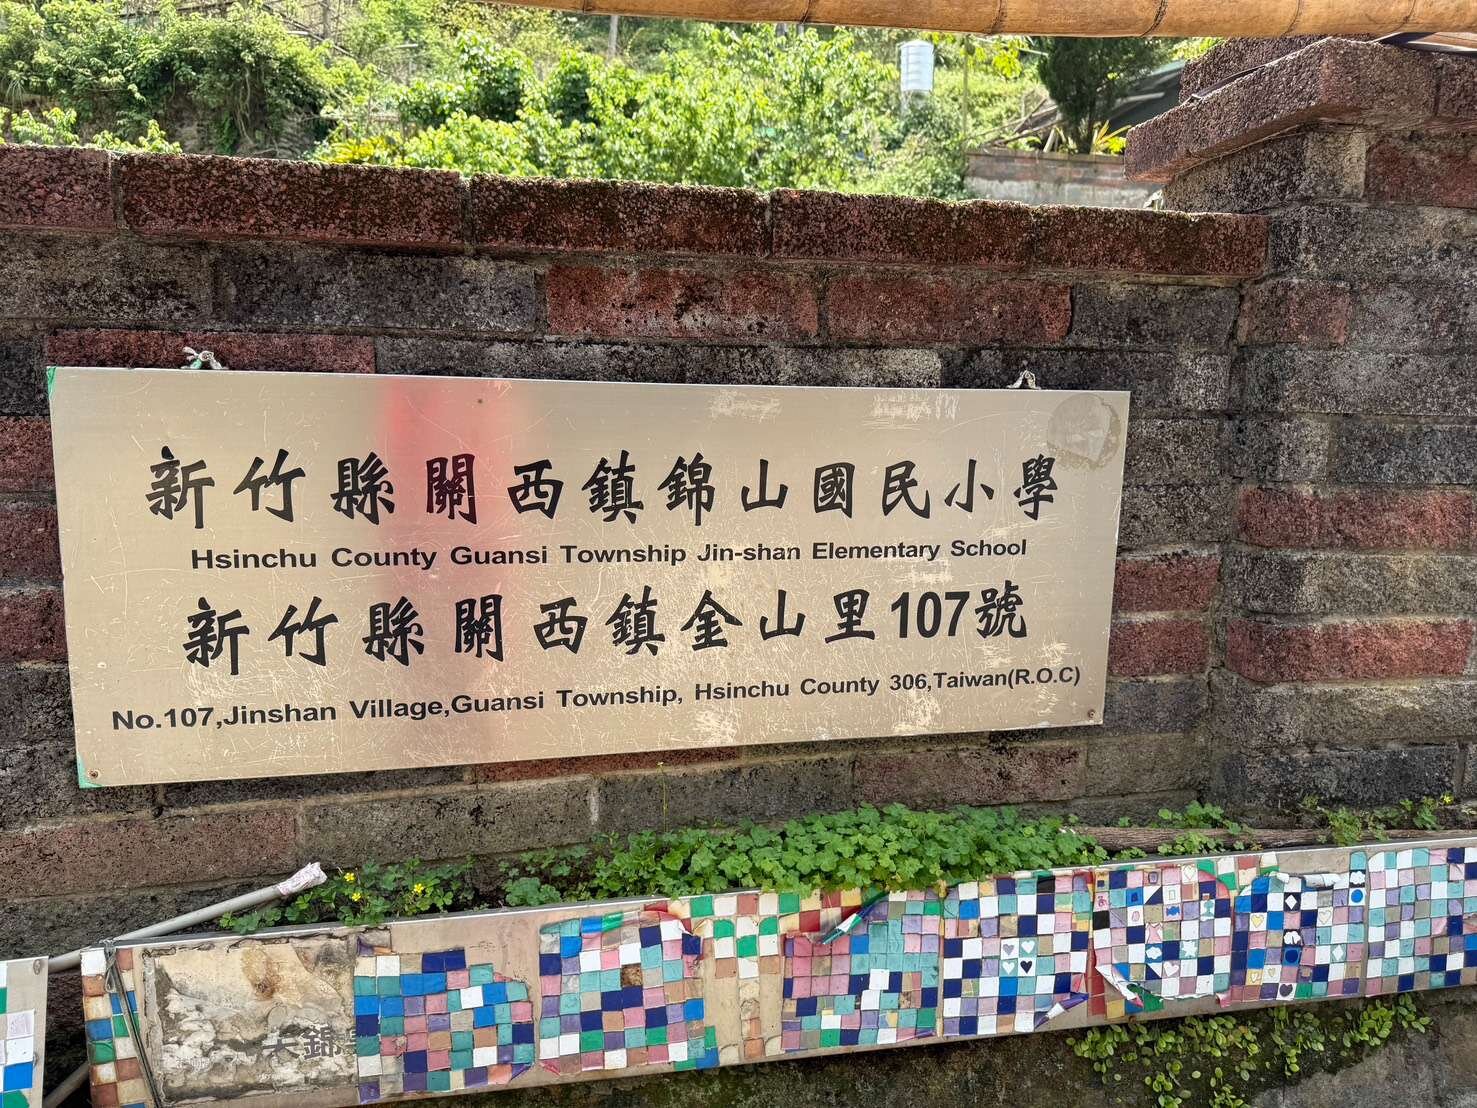 新竹縣關西鎮錦山國民小學
Hsinchu County Guansi Township Jin-shan Elementary School
新竹縣關西鎮金山里107號
No.107,Jinshan Village,Guansi Township, Hsinchu County 306,Taiwan(R.O.C)
錦